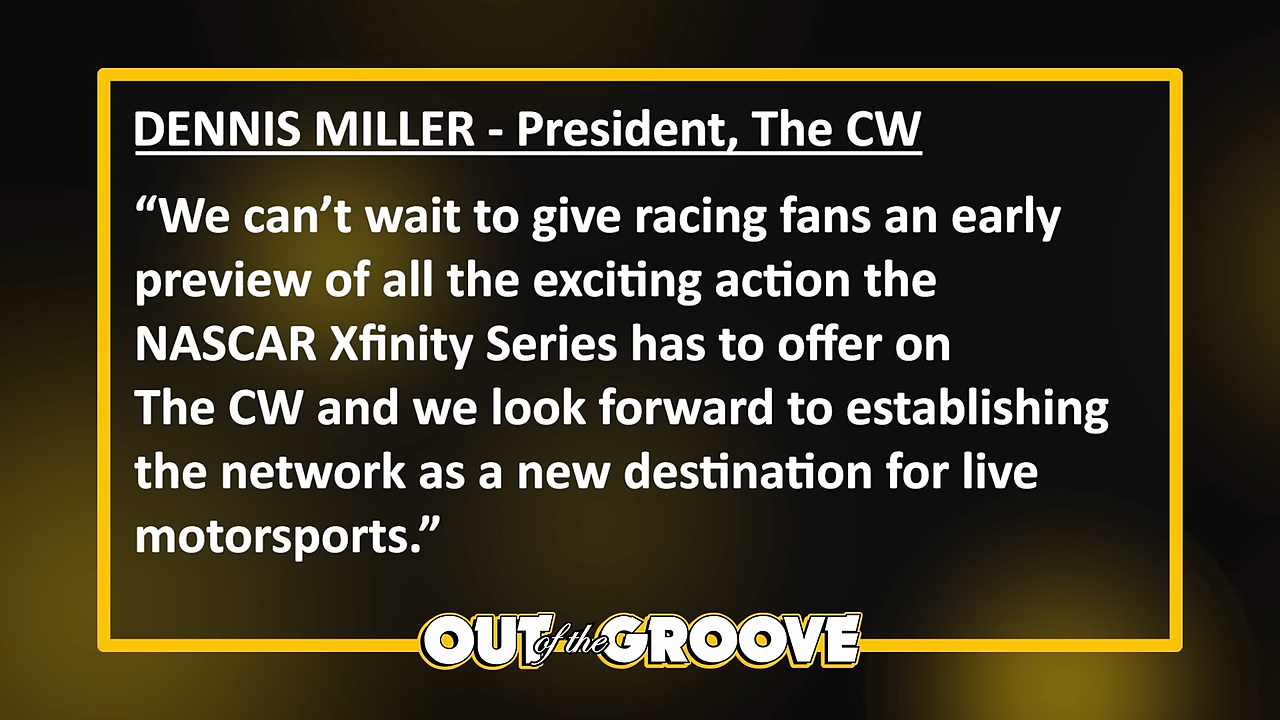 DENNIS MILLER - President, The CW
“We can’t wait to give racing fans an early
preview of all the exciting action the
NASCAR Xfinity Series has to offer on
The CW and we look forward to establishing
the network as a new destination for live
motorsports.”
OUT of the GROOVE